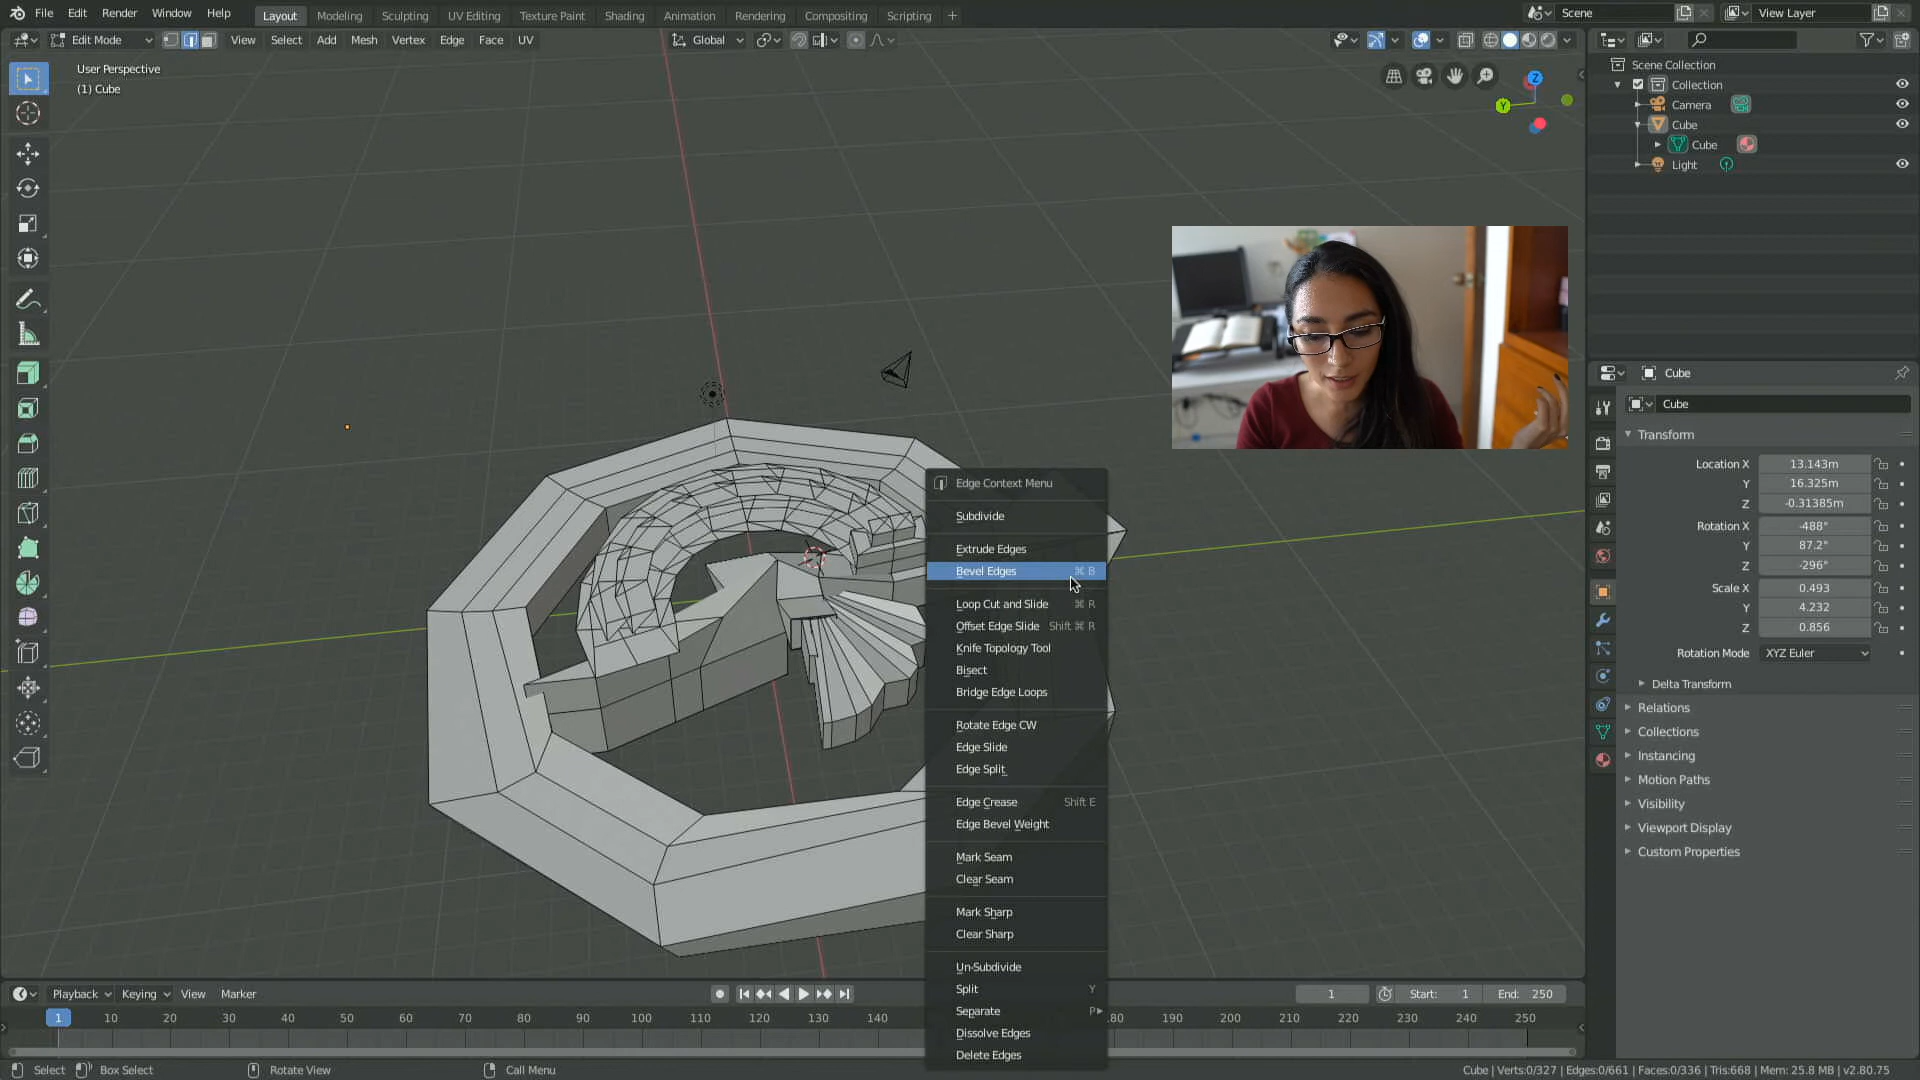 File Edit Render Window Help
Layout Modeling Sculpting UV Editing Texture Paint Shading Animation Rendering Compositing Scripting +
Scene
View Layer
Edit Mode
View Select Add Mesh Vertex Edge Face UV
Global
User Perspective
(1) Cube
Z
Y
Scene Collection
Collection
Camera
Cube
Cube
Light
Edge Context Menu
Subdivide
Extrude Edges
Bevel Edges ⌘ B
Loop Cut and Slide ⌘ R
Offset Edge Slide Shift ⌘ R
Knife Topology Tool
Bisect
Bridge Edge Loops
Rotate Edge CW
Edge Slide
Edge Split
Edge Crease Shift E
Edge Bevel Weight
Mark Seam
Clear Seam
Mark Sharp
Clear Sharp
Un-Subdivide
Split Y
Separate P
Dissolve Edges
Delete Edges
Cube
Cube
Transform
Location X 13.143m
Y 16.325m
Z -0.31385m
Rotation X -488°
Y 87.2°
Z -296°
Scale X 0.493
Y 4.232
Z 0.856
Rotation Mode XYZ Euler
Delta Transform
Relations
Collections
Instancing
Motion Paths
Visibility
Viewport Display
Custom Properties
Playback Keying View Marker
1 Start: 1 End: 250
1 10 20 30 40 50 60 70 80 90 100 110 120 130 140 180 190 200 210 220 230 240 250
Select Box Select Rotate View Call Menu
Cube | Verts:0/327 | Edges:0/661 | Faces:0/336 | Tris:668 | Mem: 25.8 MB | v2.80.75